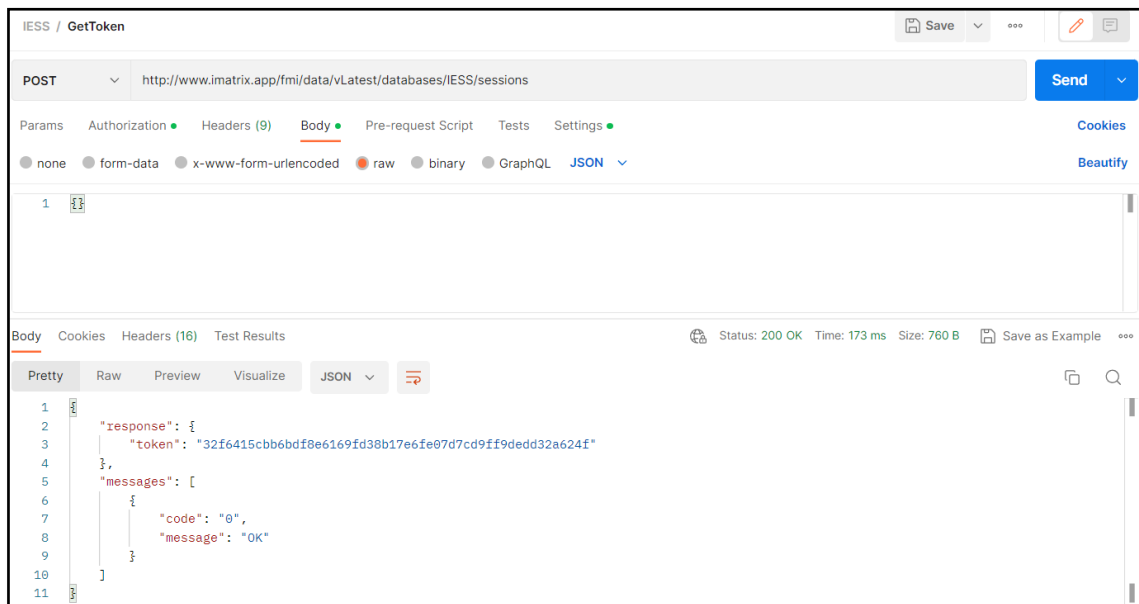 IESS / GetToken
Save
POST
http://www.imatrix.app/fmi/data/vLatest/databases/IESS/sessions
Send
Params Authorization Headers (9) Body Pre-request Script Tests Settings Cookies
none form-data x-www-form-urlencoded raw binary GraphQL JSON Beautify
1 {}
Body Cookies Headers (16) Test Results Status: 200 OK Time: 173 ms Size: 760 B Save as Example
Pretty Raw Preview Visualize JSON
1 {
2 "response": {
3 "token": "32f6415cbb6bdf8e6169fd38b17e6fe07d7cd9ff9dedd32a624f"
4 },
5 "messages": [
6 {
7 "code": "0",
8 "message": "OK"
9 }
10 ]
11 }